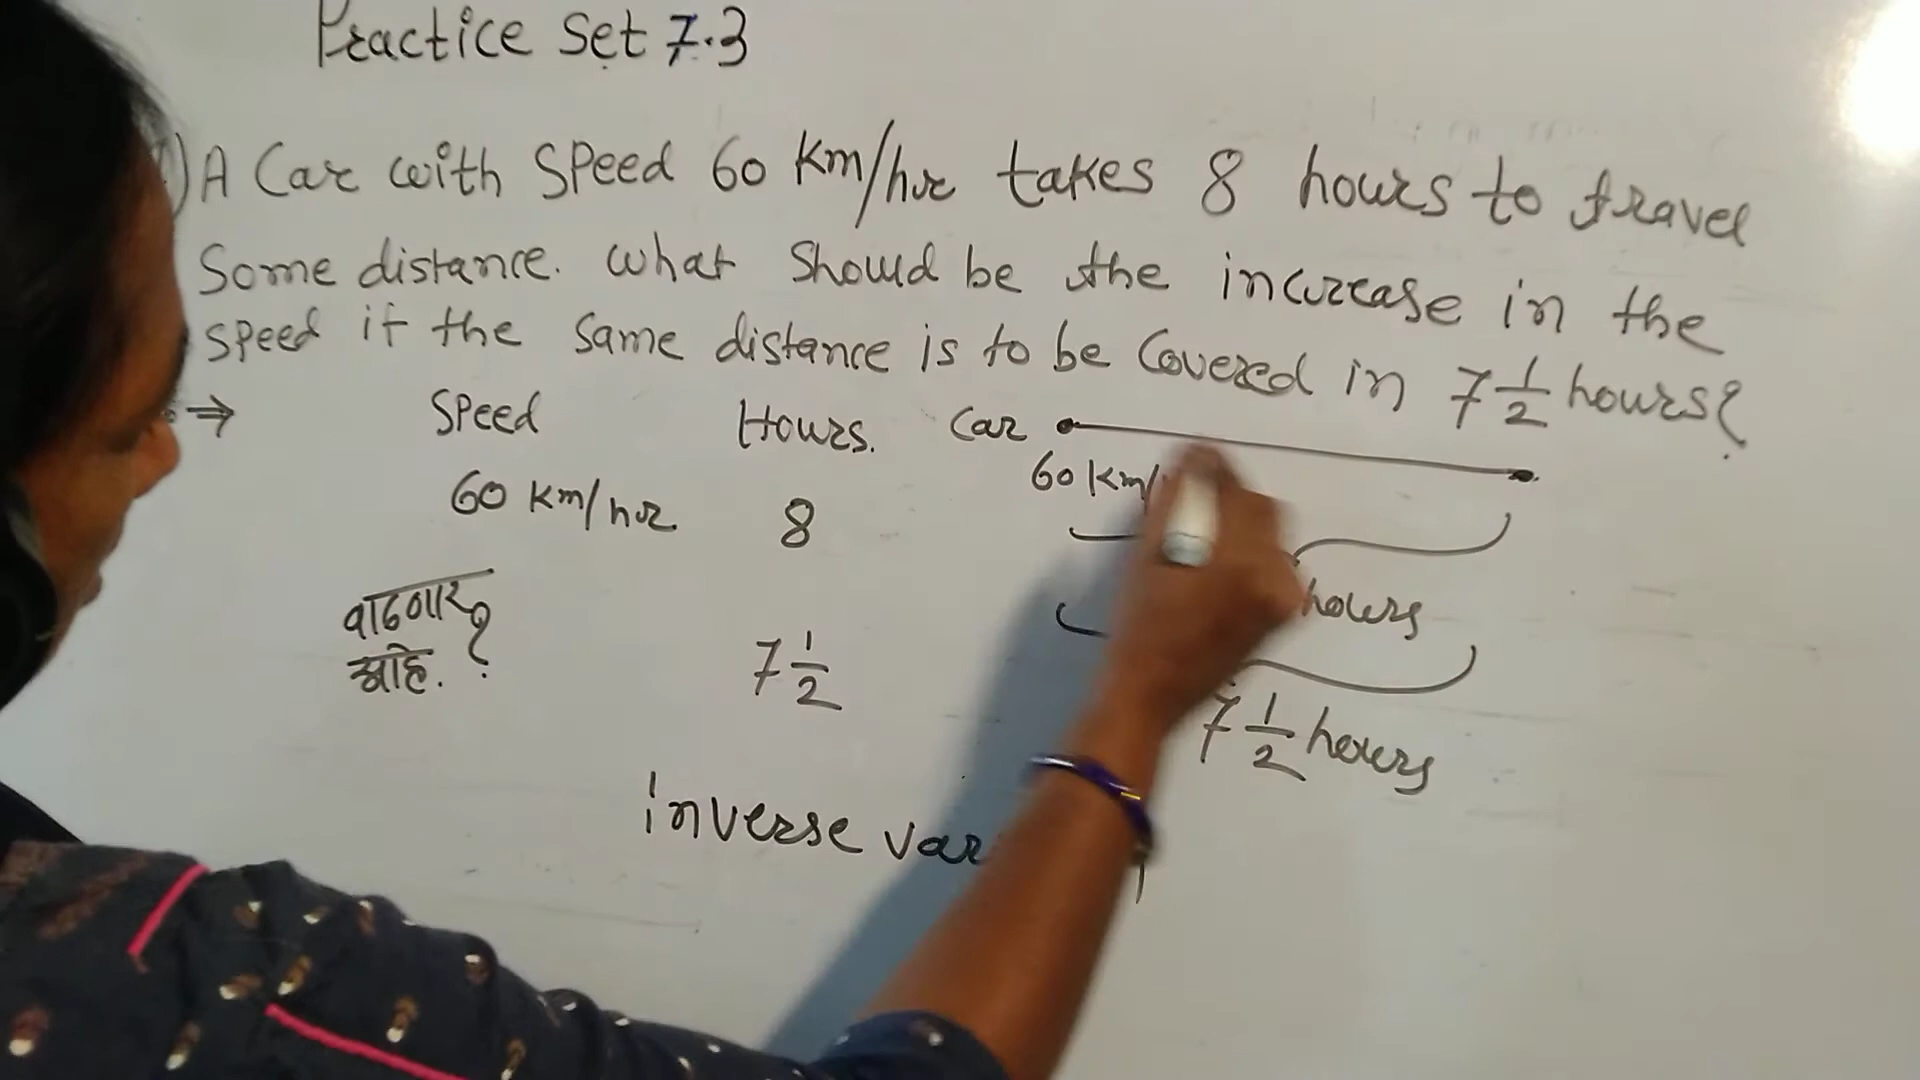 Practice Set 7.3
A Car with Speed 60 Km/hr takes 8 hours to travel
Some distance. What Should be the increase in the
speed if the same distance is to be Covered in 7 1/2 hours?
⇒ Speed Hours. Car
60 Km/hr 8 60 Km/
hours
वाढणार आहे. ? 7 1/2
7 1/2 hours
inverse var